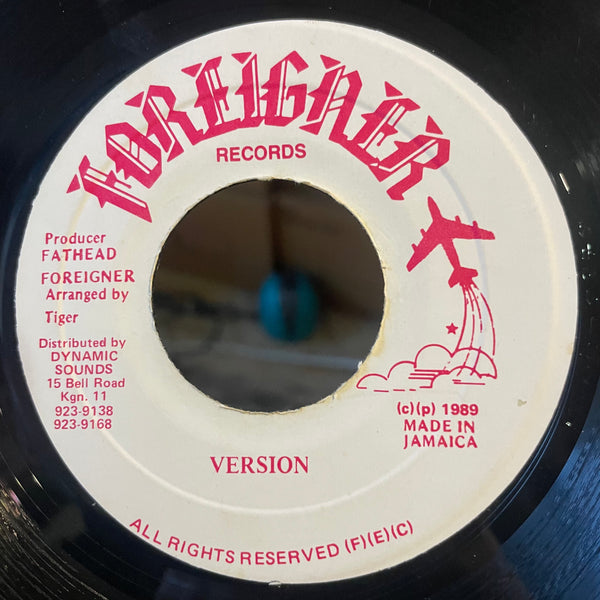 FOREIGNER
RECORDS
Producer
FATHEAD
FOREIGNER
Arranged by
Tiger
Distributed by
DYNAMIC
SOUNDS
15 Bell Road
Kgn. 11
923-9138
923-9168
(c)(p) 1989
MADE IN
JAMAICA
VERSION
ALL RIGHTS RESERVED (F)(E)(C)